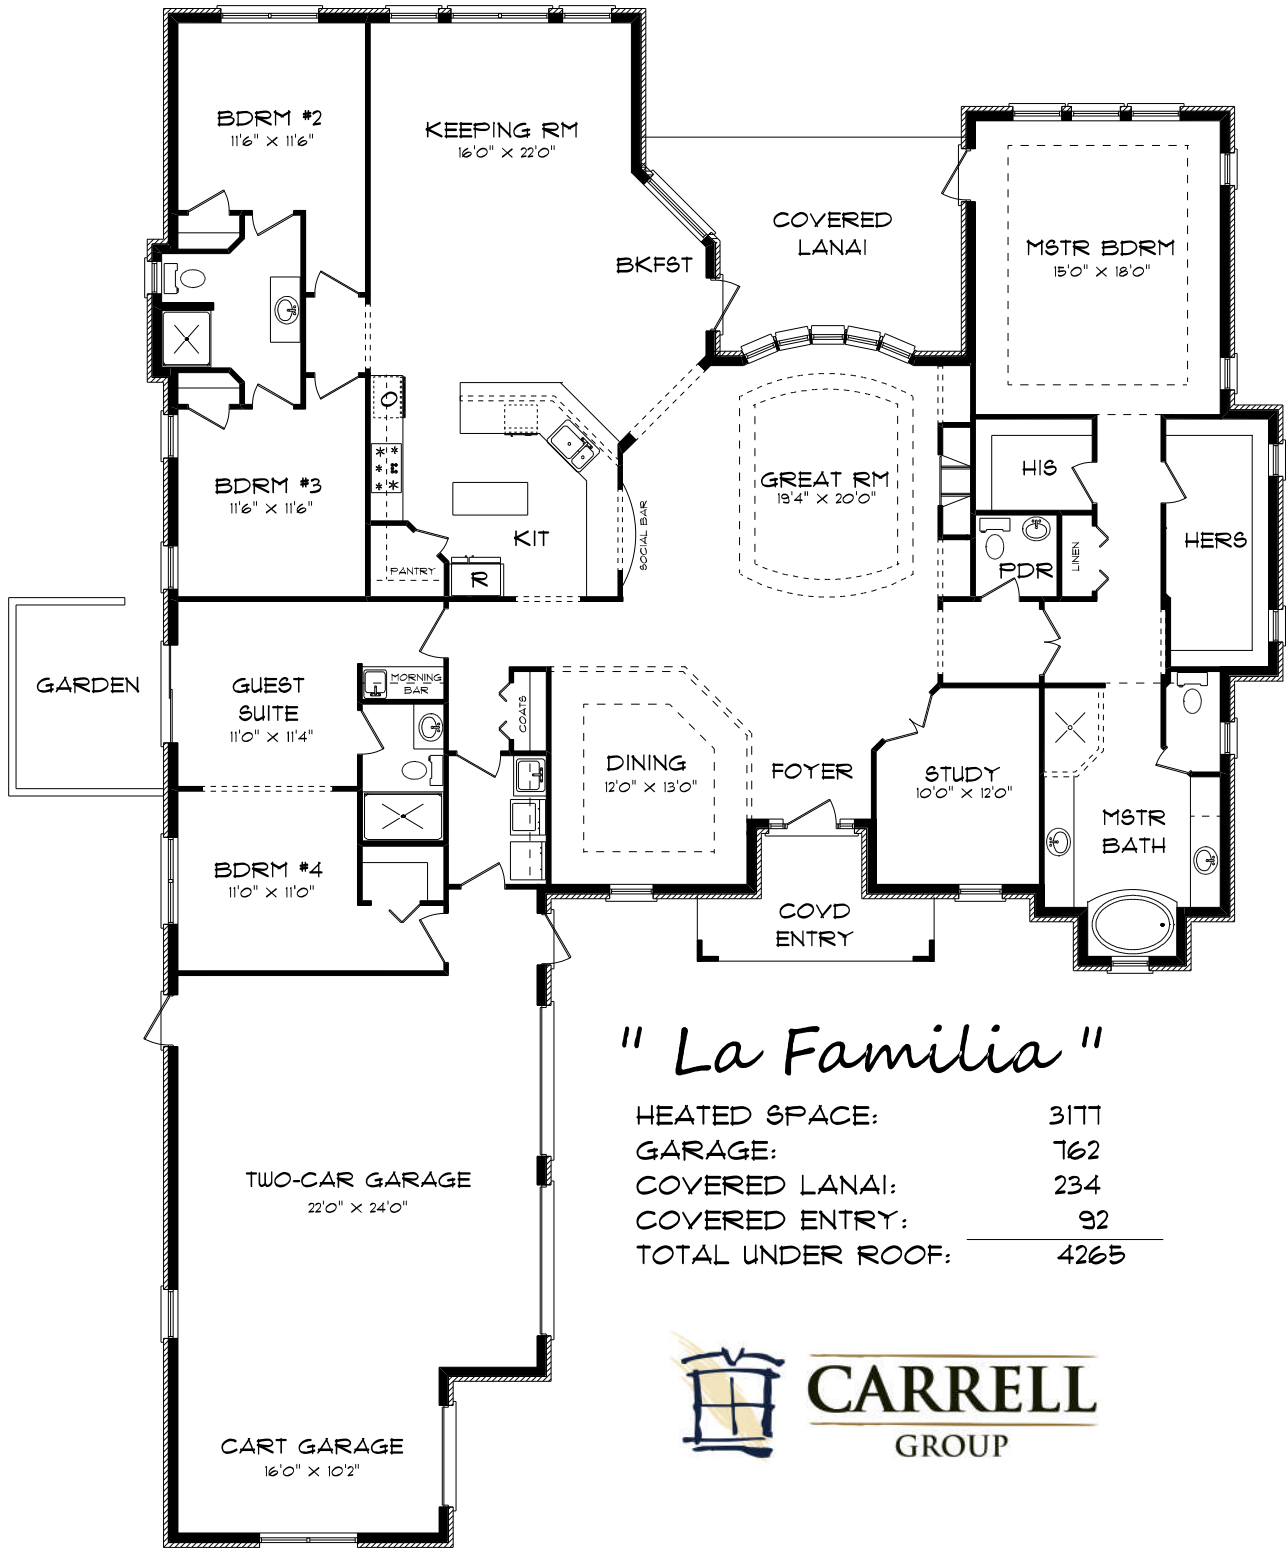 BDRM #2
11'6" X 11'6"
KEEPING RM
16'0" X 22'0"
COVERED
LANAI
MSTR BDRM
15'0" X 18'0"
BKFST
BDRM #3
11'6" X 11'6"
GREAT RM
19'4" X 20'0"
HIS
HERS
KIT
SOCIAL BAR
PANTRY
R
PDR
LINEN
GARDEN
GUEST
SUITE
11'0" X 11'4"
MORNING
BAR
COATS
DINING
12'0" X 13'0"
FOYER
STUDY
10'0" X 12'0"
MSTR
BATH
BDRM #4
11'0" X 11'0"
COVD
ENTRY
" La Familia "
HEATED SPACE: 3177
GARAGE: 762
COVERED LANAI: 234
COVERED ENTRY: 92
TOTAL UNDER ROOF: 4265
TWO-CAR GARAGE
22'0" X 24'0"
CART GARAGE
16'0" X 10'2"
CARRELL
GROUP